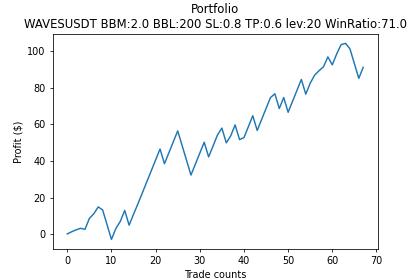 Portfolio
WAVESUSDT BBM:2.0 BBL:200 SL:0.8 TP:0.6 lev:20 WinRatio:71.0
Profit ($)
100
80
60
40
20
0
0 10 20 30 40 50 60 70
Trade counts